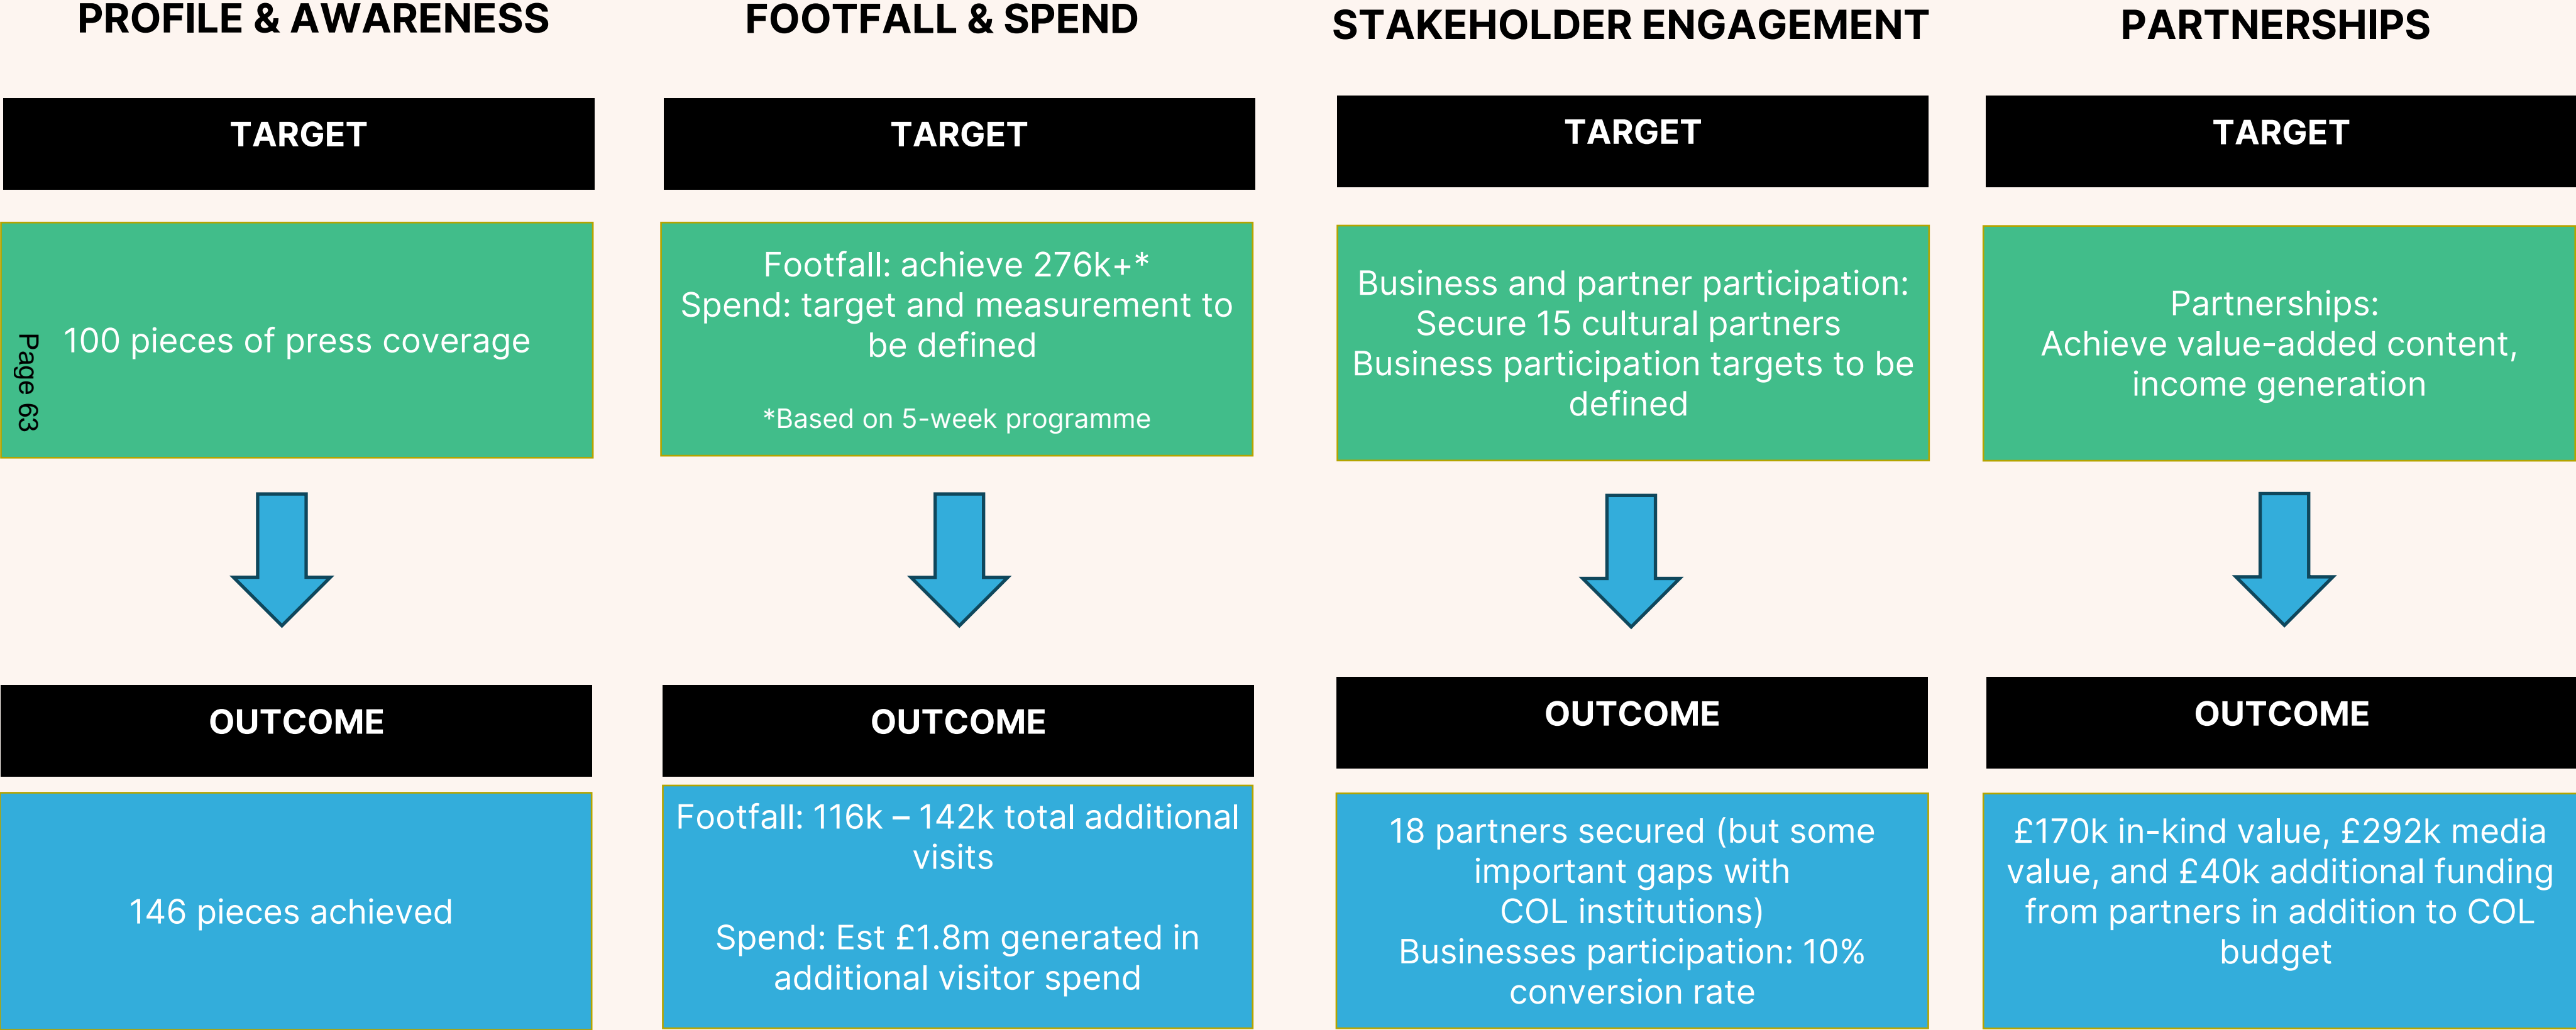 PROFILE & AWARENESS
TARGET
100 pieces of press coverage
Page 63
OUTCOME
146 pieces achieved
FOOTFALL & SPEND
TARGET
Footfall: achieve 276k+*
Spend: target and measurement to
be defined
*Based on 5-week programme
OUTCOME
Footfall: 116k – 142k total additional
visits
Spend: Est £1.8m generated in
additional visitor spend
STAKEHOLDER ENGAGEMENT
TARGET
Business and partner participation:
Secure 15 cultural partners
Business participation targets to be
defined
OUTCOME
18 partners secured (but some
important gaps with
COL institutions)
Businesses participation: 10%
conversion rate
PARTNERSHIPS
TARGET
Partnerships:
Achieve value-added content,
income generation
OUTCOME
£170k in-kind value, £292k media
value, and £40k additional funding
from partners in addition to COL
budget